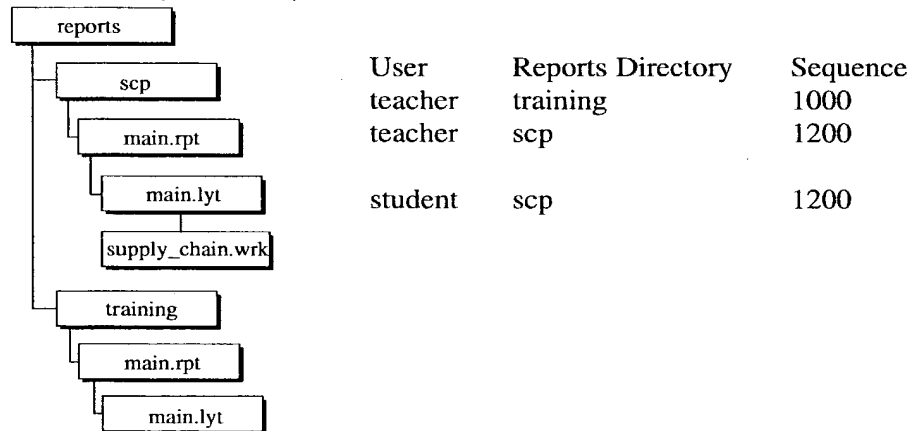 reports
scp
main.rpt
main.lyt
supply_chain.wrk
training
main.rpt
main.lyt
User Reports Directory Sequence
teacher training 1000
teacher scp 1200
student scp 1200